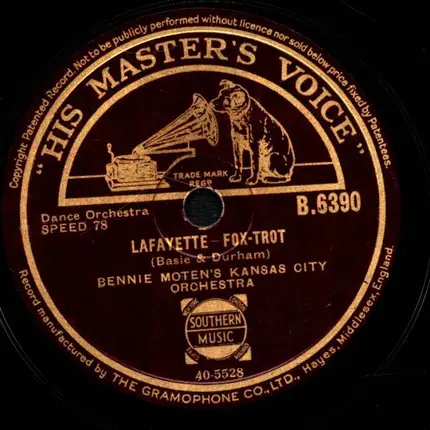 Copyright Patented Record. Not to be publicly performed without licence nor sold below price fixed by Patentees.
"HIS MASTER'S VOICE"
TRADE MARK
REGD
Dance Orchestra
SPEED 78
B.6390
LAFAYETTE - FOX-TROT
(Basie & Durham)
BENNIE MOTEN'S KANSAS CITY
ORCHESTRA
SOUTHERN
MUSIC
40-5528
Record manufactured by THE GRAMOPHONE CO., LTD., Hayes, Middlesex, England.